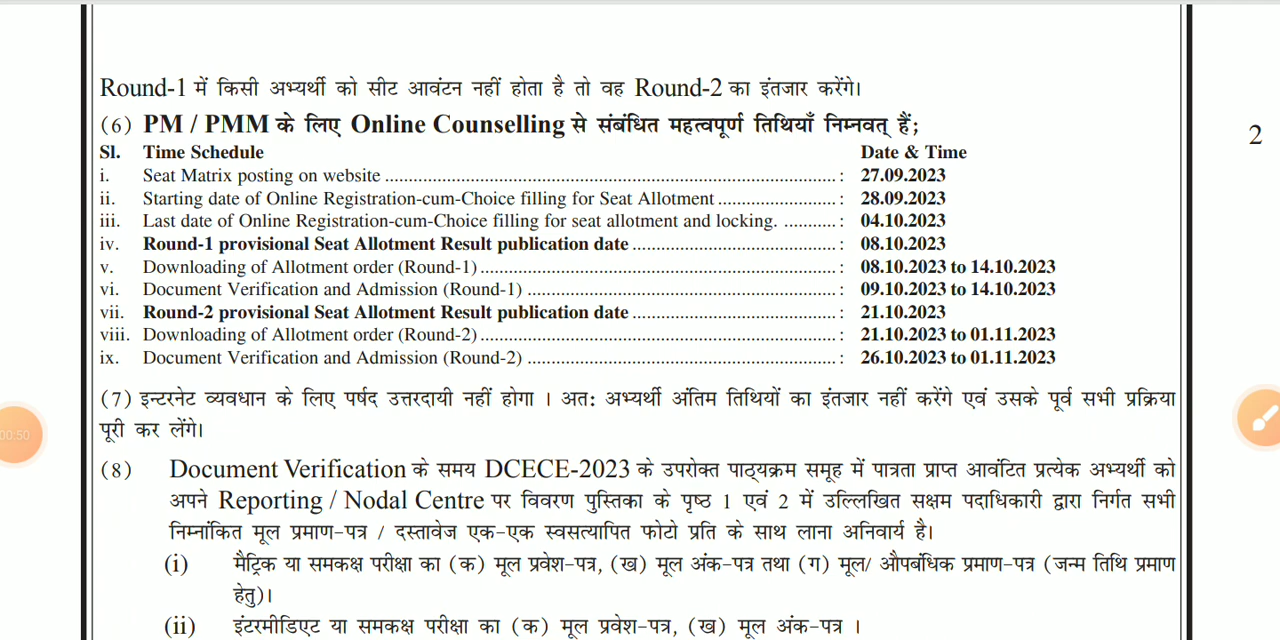 Round-1 में किसी अभ्यर्थी को सीट आवंटन नहीं होता है तो वह Round-2 का इंतजार करेंगे।
(6) PM / PMM के लिए Online Counselling से संबंधित महत्वपूर्ण तिथियाँ निम्नवत् हैं;
2
Sl. Time Schedule Date & Time
i. Seat Matrix posting on website ........................................ : 27.09.2023
ii. Starting date of Online Registration-cum-Choice filling for Seat Allotment ......................... : 28.09.2023
iii. Last date of Online Registration-cum-Choice filling for seat allotment and locking. ........... : 04.10.2023
iv. Round-1 provisional Seat Allotment Result publication date ........................................ : 08.10.2023
v. Downloading of Allotment order (Round-1) ........................................ : 08.10.2023 to 14.10.2023
vi. Document Verification and Admission (Round-1) ........................................ : 09.10.2023 to 14.10.2023
vii. Round-2 provisional Seat Allotment Result publication date ........................................ : 21.10.2023
viii. Downloading of Allotment order (Round-2) ........................................ : 21.10.2023 to 01.11.2023
ix. Document Verification and Admission (Round-2) ........................................ : 26.10.2023 to 01.11.2023
(7) इन्टरनेट व्यवधान के लिए पर्षद उत्तरदायी नहीं होगा । अतः अभ्यर्थी अंतिम तिथियों का इंतजार नहीं करेंगे एवं उसके पूर्व सभी प्रक्रिया
पूरी कर लेंगे।
00:50
(8) Document Verification के समय DCECE-2023 के उपरोक्त पाठ्यक्रम समूह में पात्रता प्राप्त आवंटित प्रत्येक अभ्यर्थी को
अपने Reporting / Nodal Centre पर विवरण पुस्तिका के पृष्ठ 1 एवं 2 में उल्लिखित सक्षम पदाधिकारी द्वारा निर्गत सभी
निम्नांकित मूल प्रमाण-पत्र / दस्तावेज एक-एक स्वसत्यापित फोटो प्रति के साथ लाना अनिवार्य है।
(i) मैट्रिक या समकक्ष परीक्षा का (क) मूल प्रवेश-पत्र, (ख) मूल अंक-पत्र तथा (ग) मूल/ औपबंधिक प्रमाण-पत्र (जन्म तिथि प्रमाण
हेतु)।
(ii) इंटरमीडिएट या समकक्ष परीक्षा का (क) मूल प्रवेश-पत्र, (ख) मूल अंक-पत्र ।